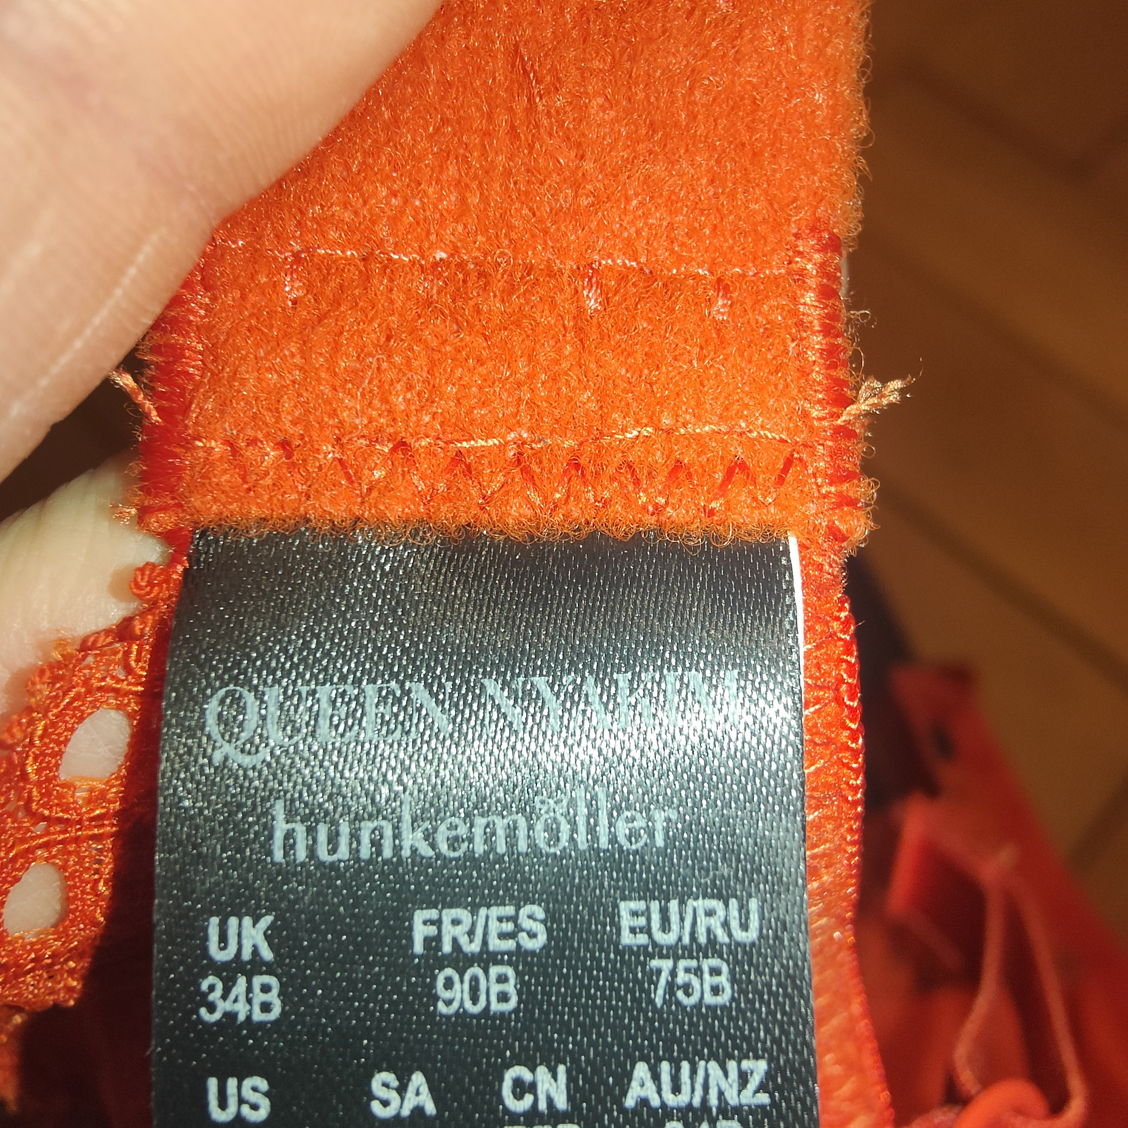 QUEEN NYAKIM
hunkemöller
UK FR/ES EU/RU
34B 90B 75B
US SA CN AU/NZ